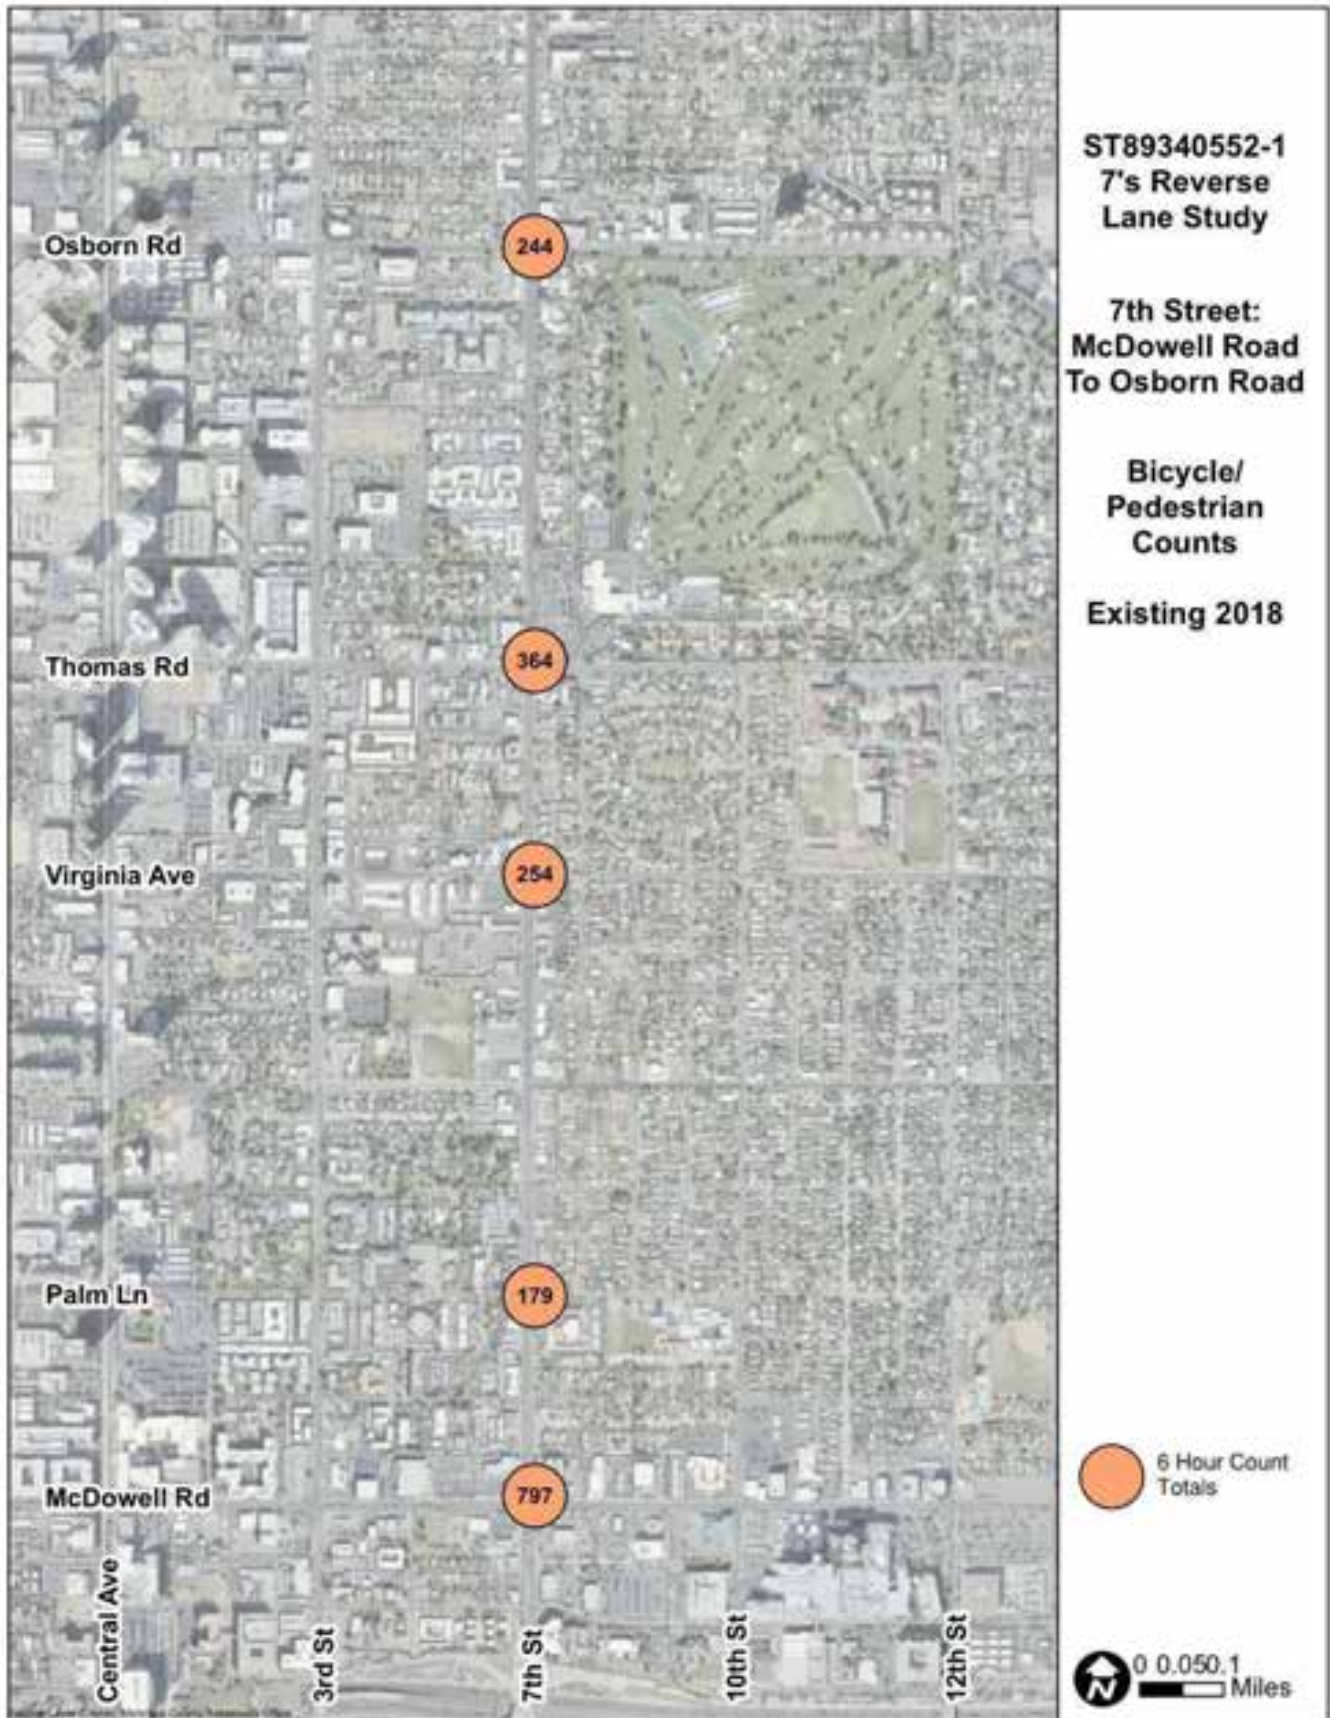 ST89340552-1
7's Reverse
Lane Study
7th Street:
McDowell Road
To Osborn Road
Bicycle/
Pedestrian
Counts
Existing 2018
Osborn Rd
244
Thomas Rd
364
Virginia Ave
254
Palm Ln
179
McDowell Rd
797
Central Ave
3rd St
7th St
10th St
12th St
6 Hour Count
Totals
N
0 0.050.1
Miles